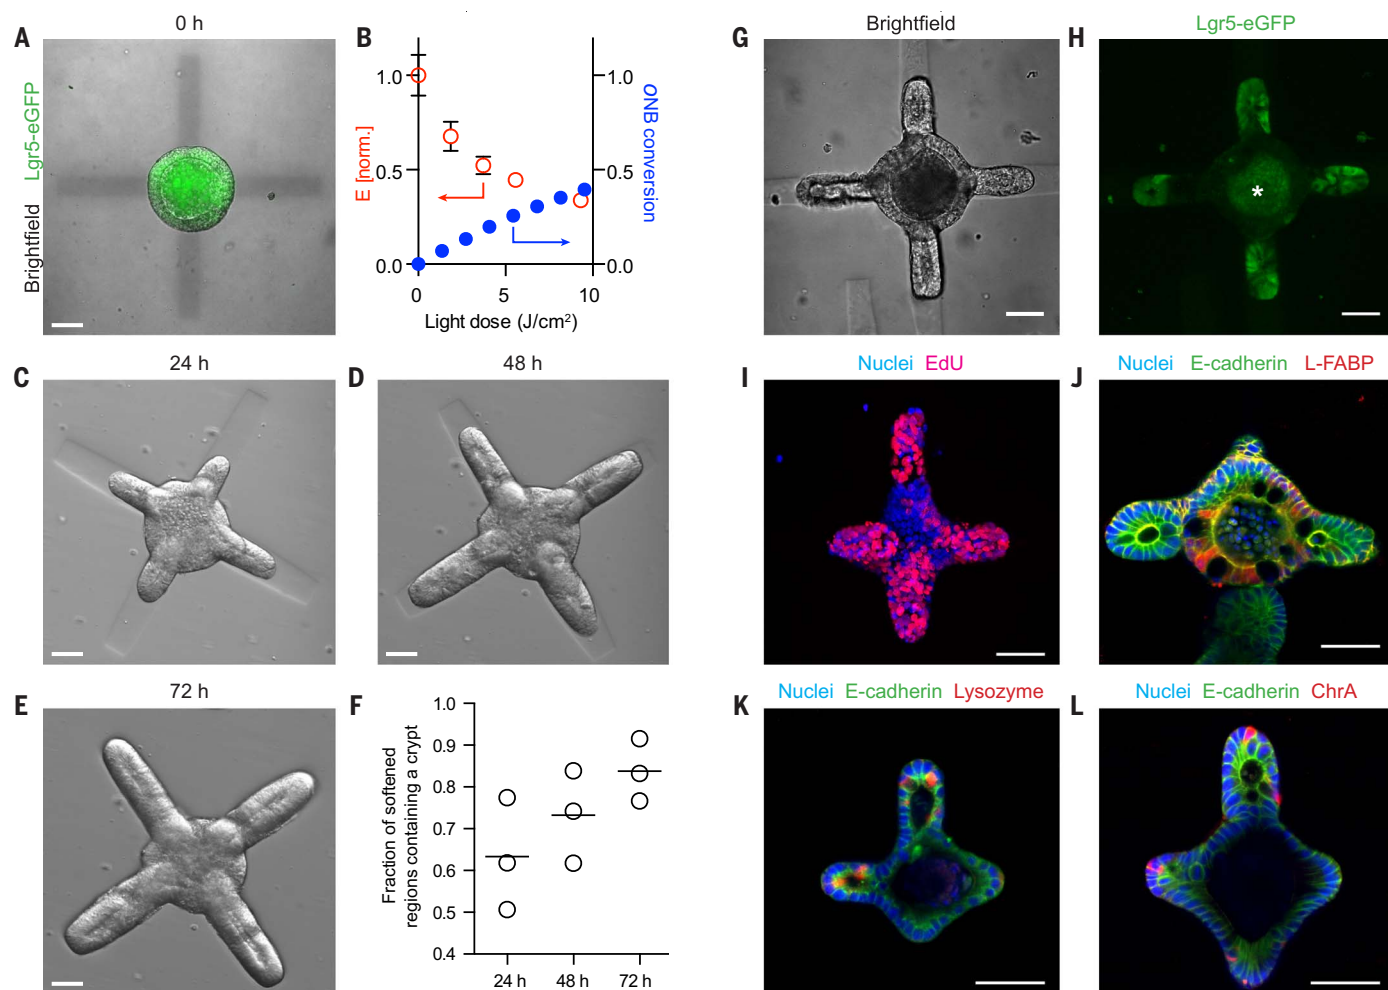 A
0 h
Brightfield Lgr5-eGFP
B
1.0
0.5
0.0
E [norm.]
1.0
0.5
0.0
oNB conversion
0 5 10
Light dose (J/cm²)
C
24 h
D
48 h
E
72 h
F
Fraction of softened
regions containing a crypt
1.0
0.9
0.8
0.7
0.6
0.5
0.4
24 h 48 h 72 h
G
Brightfield
H
Lgr5-eGFP
*
I
Nuclei EdU
J
Nuclei E-cadherin L-FABP
K
Nuclei E-cadherin Lysozyme
L
Nuclei E-cadherin ChrA